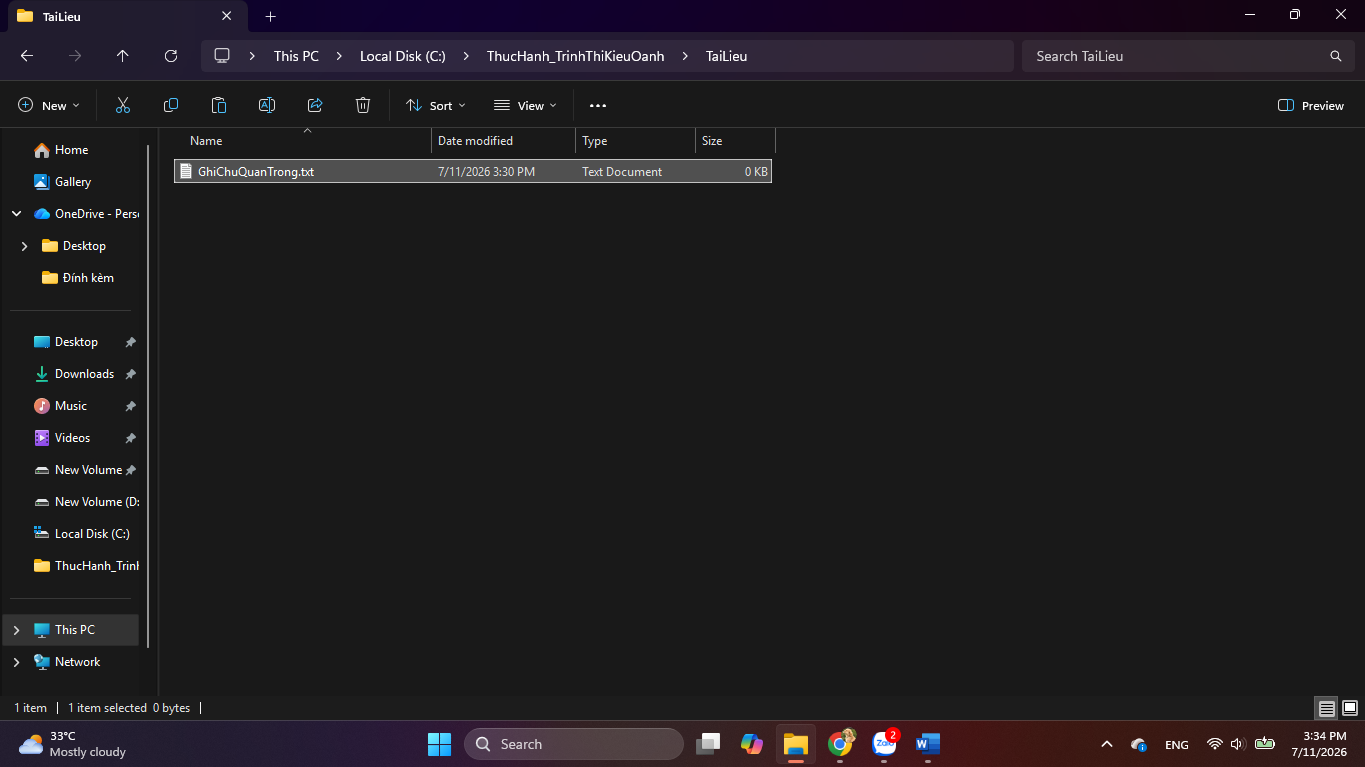 TaiLieu
This PC
Local Disk (C:)
ThucHanh_TrinhThiKieuOanh
TaiLieu
Search TaiLieu
New
Sort
View
Preview
Name
Date modified
Type
Size
GhiChuQuanTrong.txt
7/11/2026 3:30 PM
Text Document
0 KB
Home
Gallery
OneDrive - Perso
Desktop
Đính kèm
Desktop
Downloads
Music
Videos
New Volume
New Volume (D:
Local Disk (C:)
ThucHanh_Trinh
This PC
Network
1 item
1 item selected 0 bytes
33°C
Mostly cloudy
Search
Zalo
2
W
ENG
3:34 PM
7/11/2026